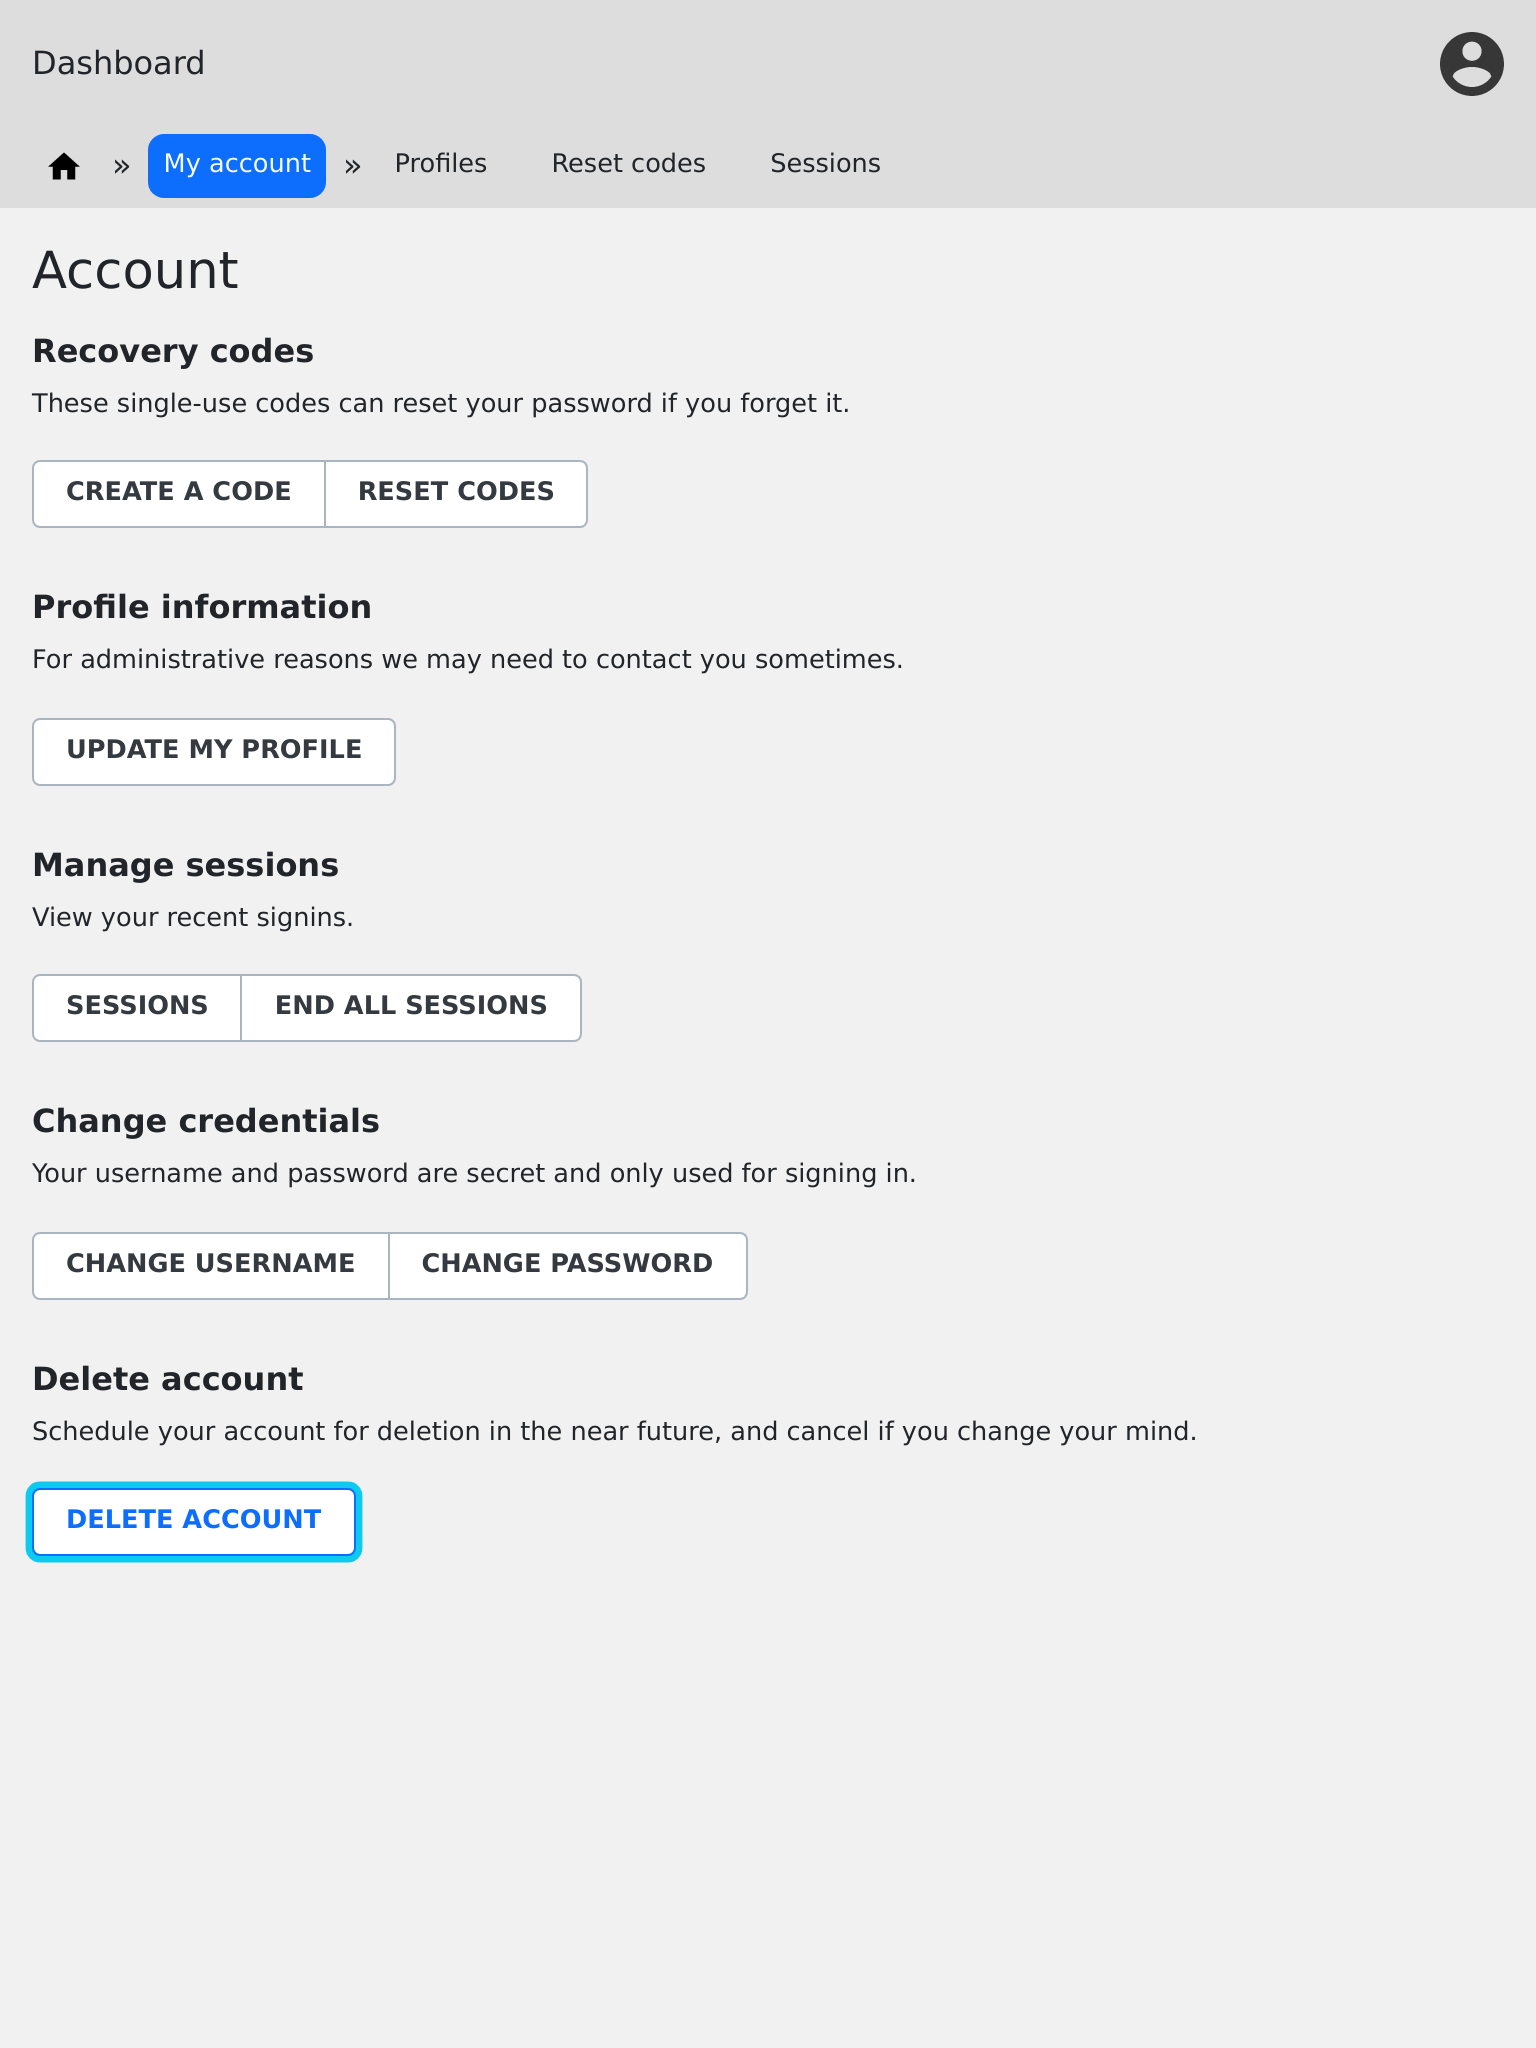 Dashboard
» My account » Profiles Reset codes Sessions
Account
Recovery codes
These single-use codes can reset your password if you forget it.
CREATE A CODE RESET CODES
Profile information
For administrative reasons we may need to contact you sometimes.
UPDATE MY PROFILE
Manage sessions
View your recent signins.
SESSIONS END ALL SESSIONS
Change credentials
Your username and password are secret and only used for signing in.
CHANGE USERNAME CHANGE PASSWORD
Delete account
Schedule your account for deletion in the near future, and cancel if you change your mind.
DELETE ACCOUNT